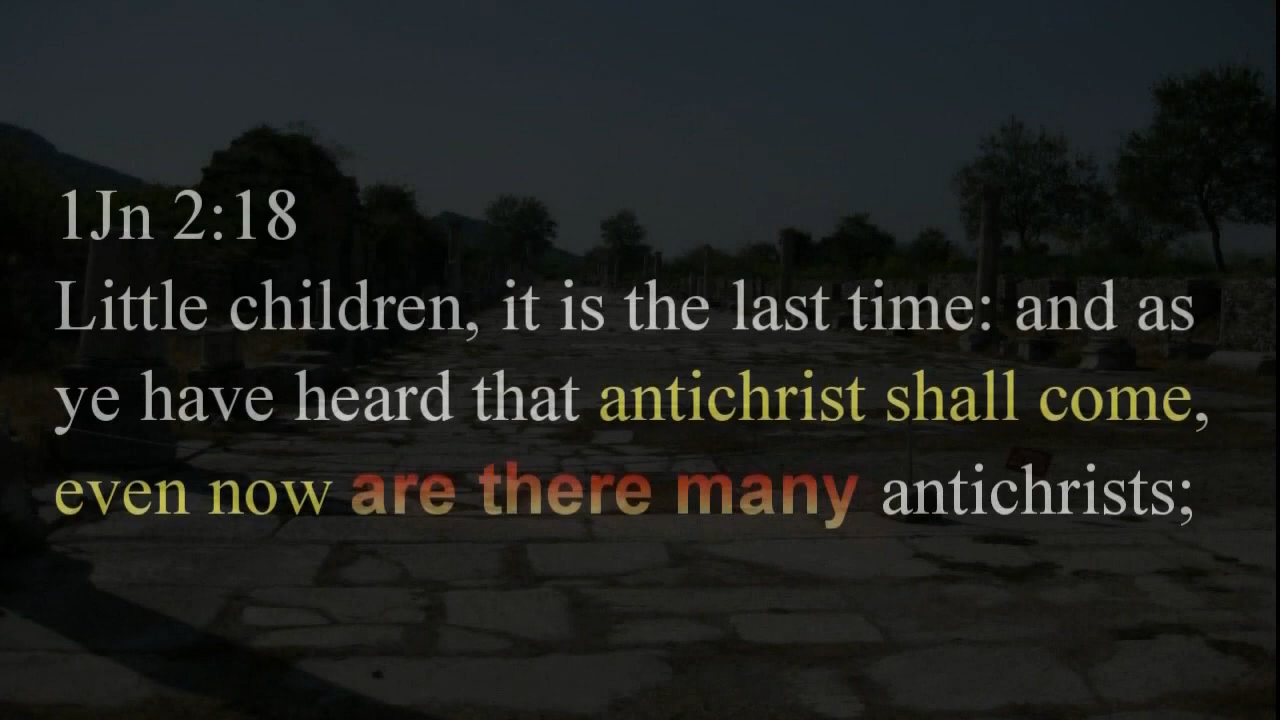 1Jn 2:18
Little children, it is the last time: and as
ye have heard that antichrist shall come,
even now are there many antichrists;